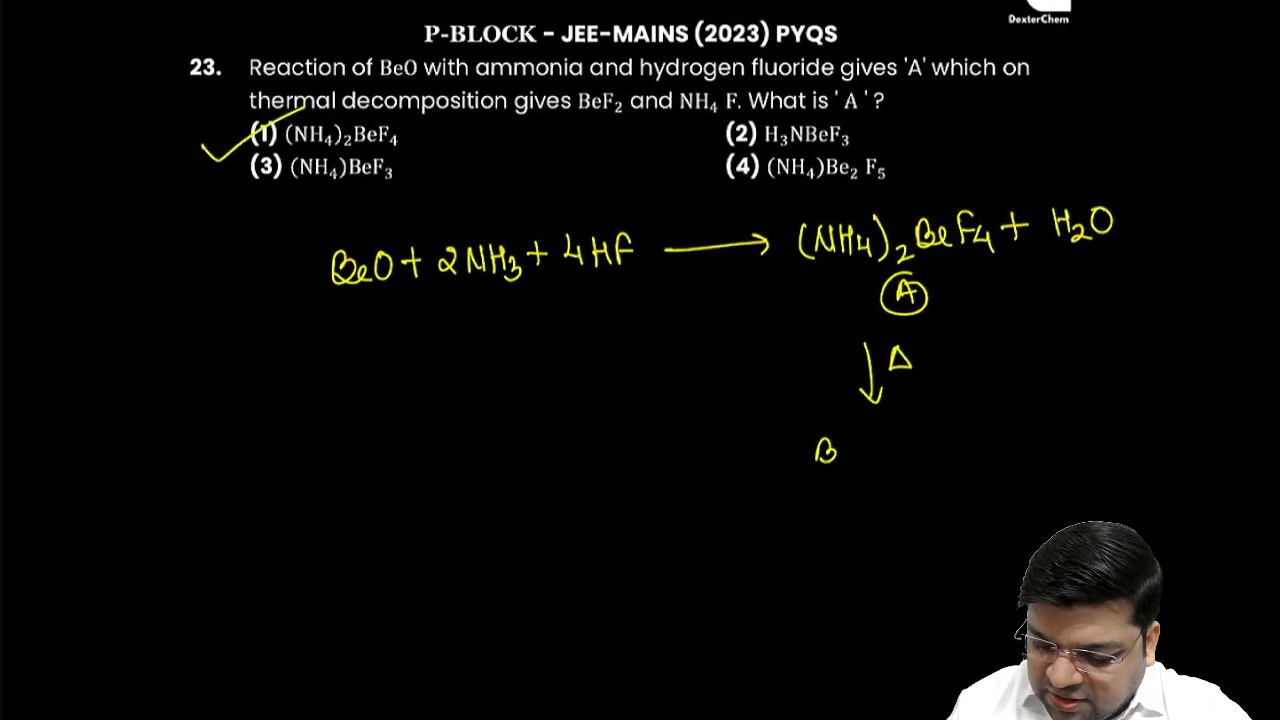 DexterChem
P-BLOCK - JEE-MAINS (2023) PYQS
23. Reaction of BeO with ammonia and hydrogen fluoride gives 'A' which on
thermal decomposition gives BeF₂ and NH₄ F. What is ' A '?
(1) (NH₄)₂BeF₄ (2) H₃NBeF₃
(3) (NH₄)BeF₃ (4) (NH₄)Be₂ F₅
BeO + 2NH₃ + 4HF ⟶ (NH₄)₂BeF₄ + H₂O
A
↓ Δ
B